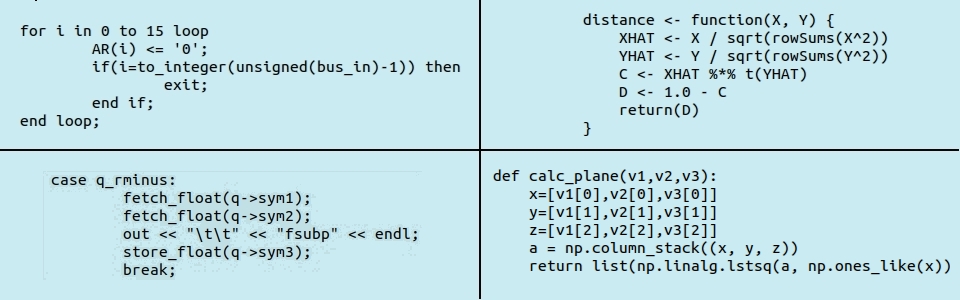 for i in 0 to 15 loop
        AR(i) <= '0';
        if(i=to_integer(unsigned(bus_in)-1)) then
                exit;
        end if;
end loop;
distance <- function(X, Y) {
    XHAT <- X / sqrt(rowSums(X^2))
    YHAT <- Y / sqrt(rowSums(Y^2))
    C <- XHAT %*% t(YHAT)
    D <- 1.0 - C
    return(D)
}
case q_rminus:
        fetch_float(q->sym1);
        fetch_float(q->sym2);
        out << "\t\t" << "fsubp" << endl;
        store_float(q->sym3);
        break;
def calc_plane(v1,v2,v3):
    x=[v1[0],v2[0],v3[0]]
    y=[v1[1],v2[1],v3[1]]
    z=[v1[2],v2[2],v3[2]]
    a = np.column_stack((x, y, z))
    return list(np.linalg.lstsq(a, np.ones_like(x))